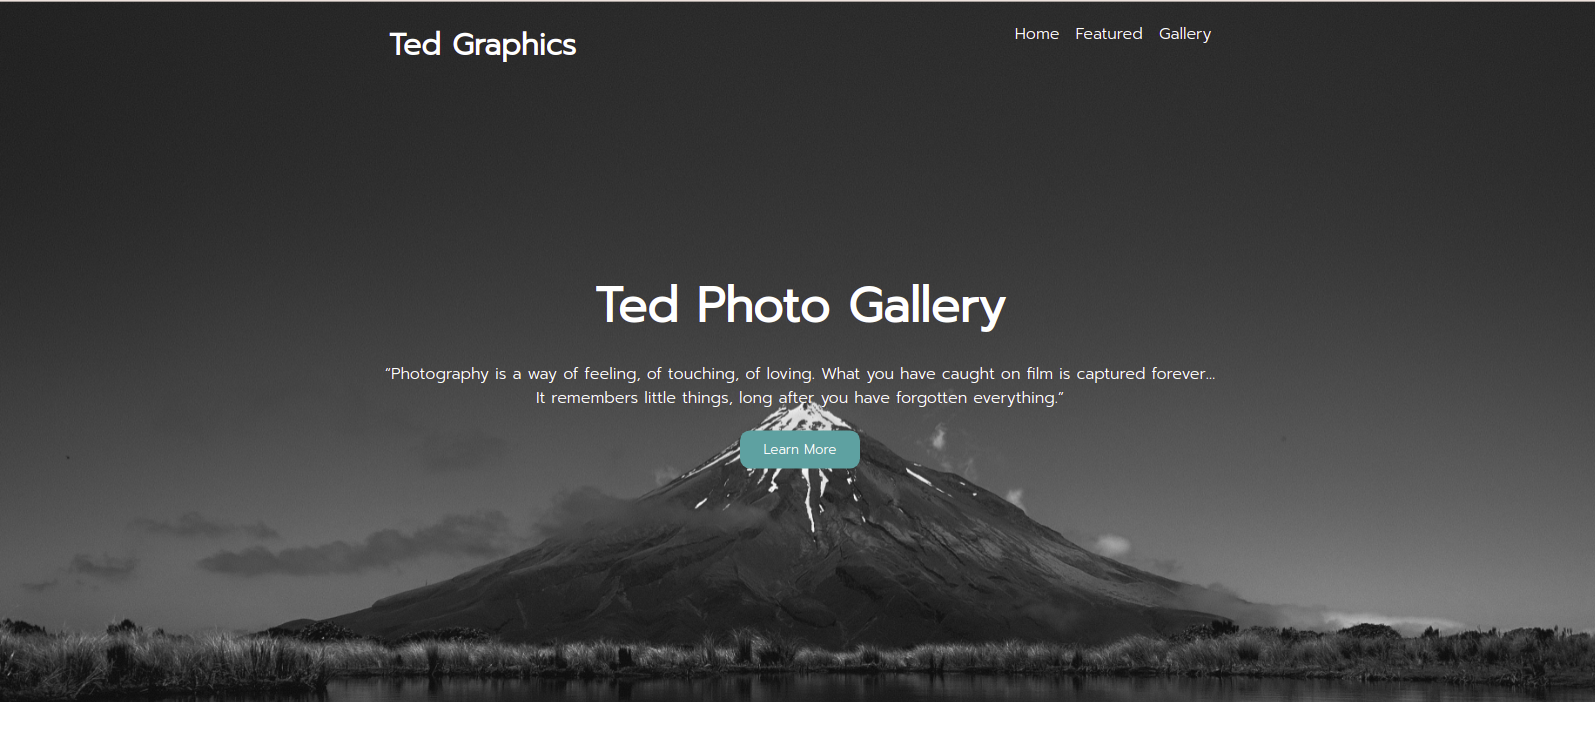 Ted Graphics
Home Featured Gallery
Ted Photo Gallery
“Photography is a way of feeling, of touching, of loving. What you have caught on film is captured forever…
It remembers little things, long after you have forgotten everything.”
Learn More